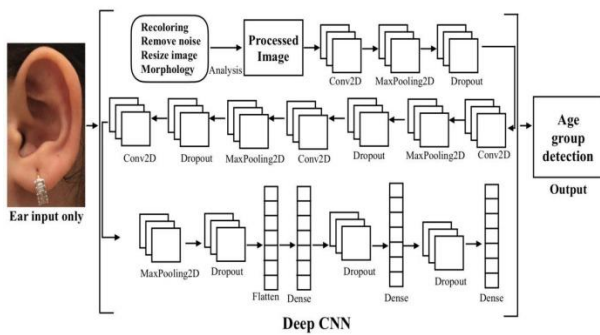 Recoloring
Remove noise
Resize image
Morphology
Analysis
Processed
Image
Conv2D
MaxPooling2D
Dropout
Conv2D
Dropout
MaxPooling2D
Conv2D
Dropout
MaxPooling2D
Conv2D
Age
group
detection
Output
Ear input only
MaxPooling2D
Dropout
Flatten
Dense
Dropout
Dense
Dropout
Dense
Deep CNN